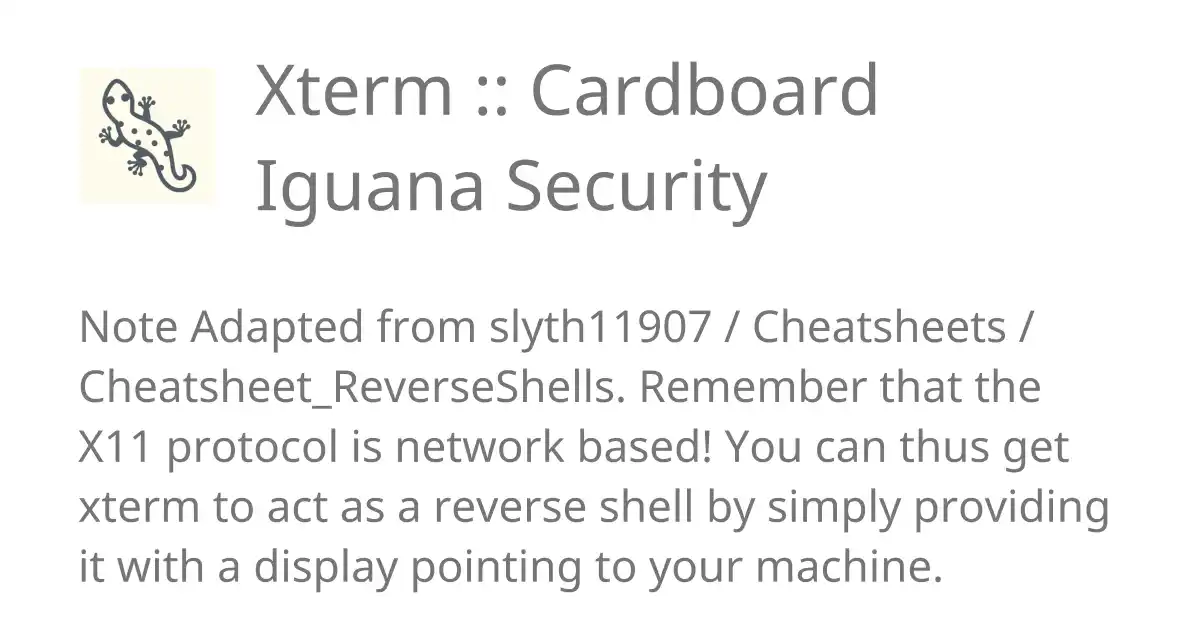 Xterm :: Cardboard
Iguana Security
Note Adapted from slyth11907 / Cheatsheets /
Cheatsheet_ReverseShells. Remember that the
X11 protocol is network based! You can thus get
xterm to act as a reverse shell by simply providing
it with a display pointing to your machine.